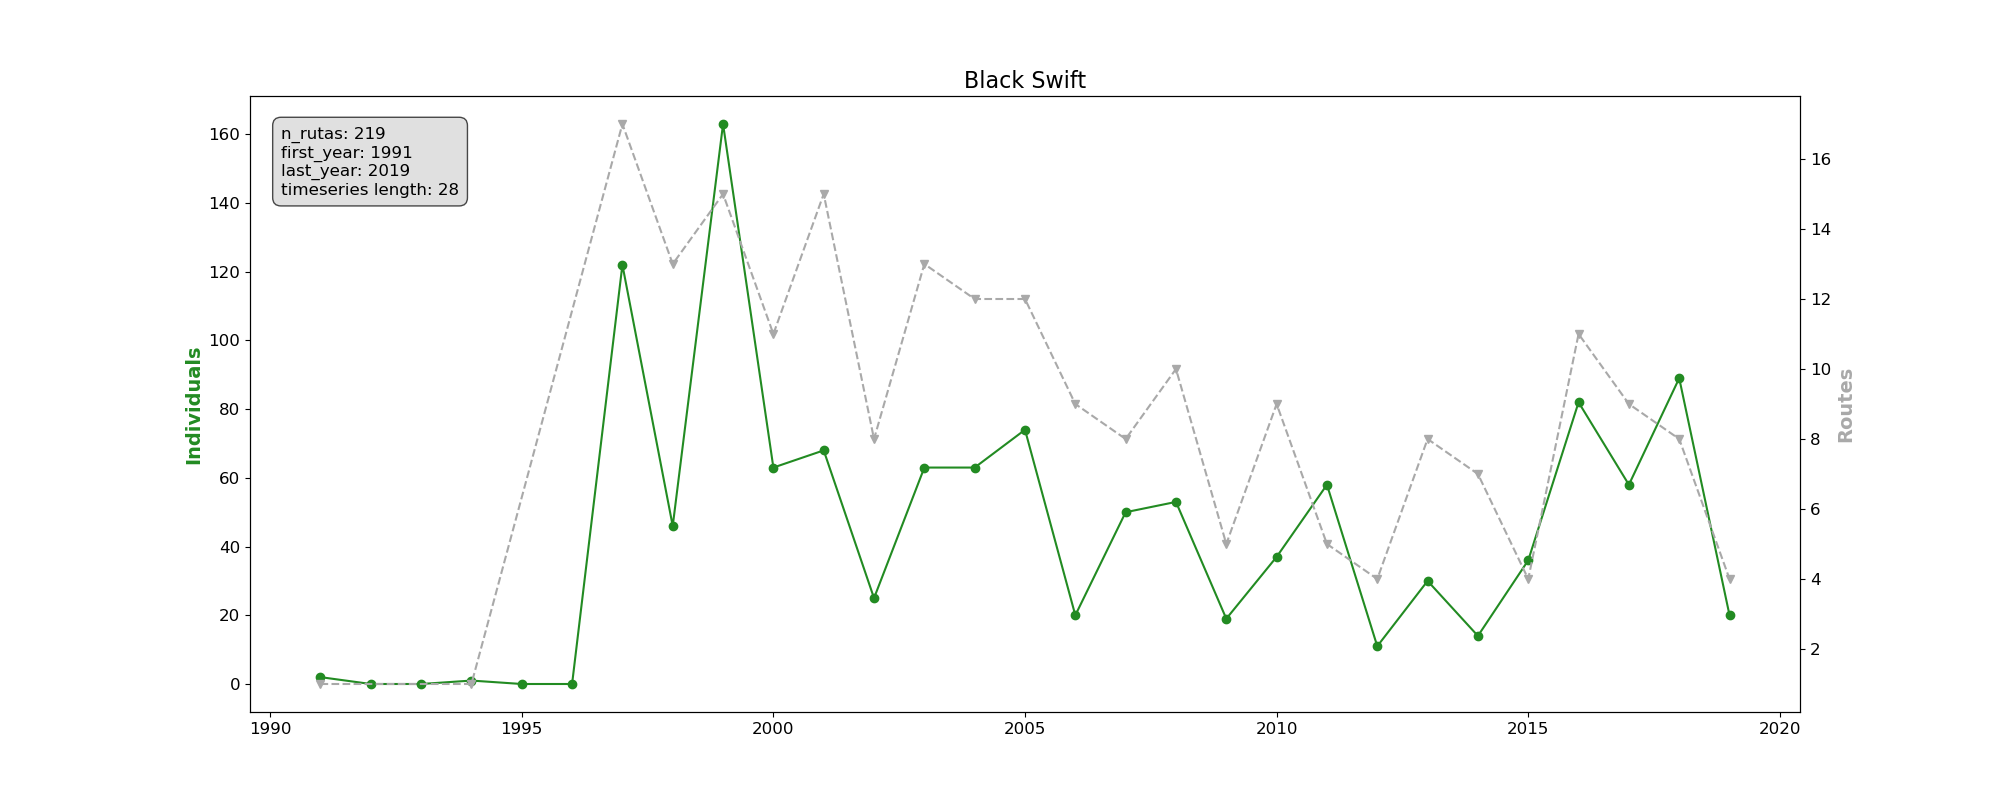 Black Swift
n_rutas: 219
first_year: 1991
last_year: 2019
timeseries length: 28
Individuals
160
140
120
100
80
60
40
20
0
16
14
12
10
8
6
4
2
Routes
1990 1995 2000 2005 2010 2015 2020